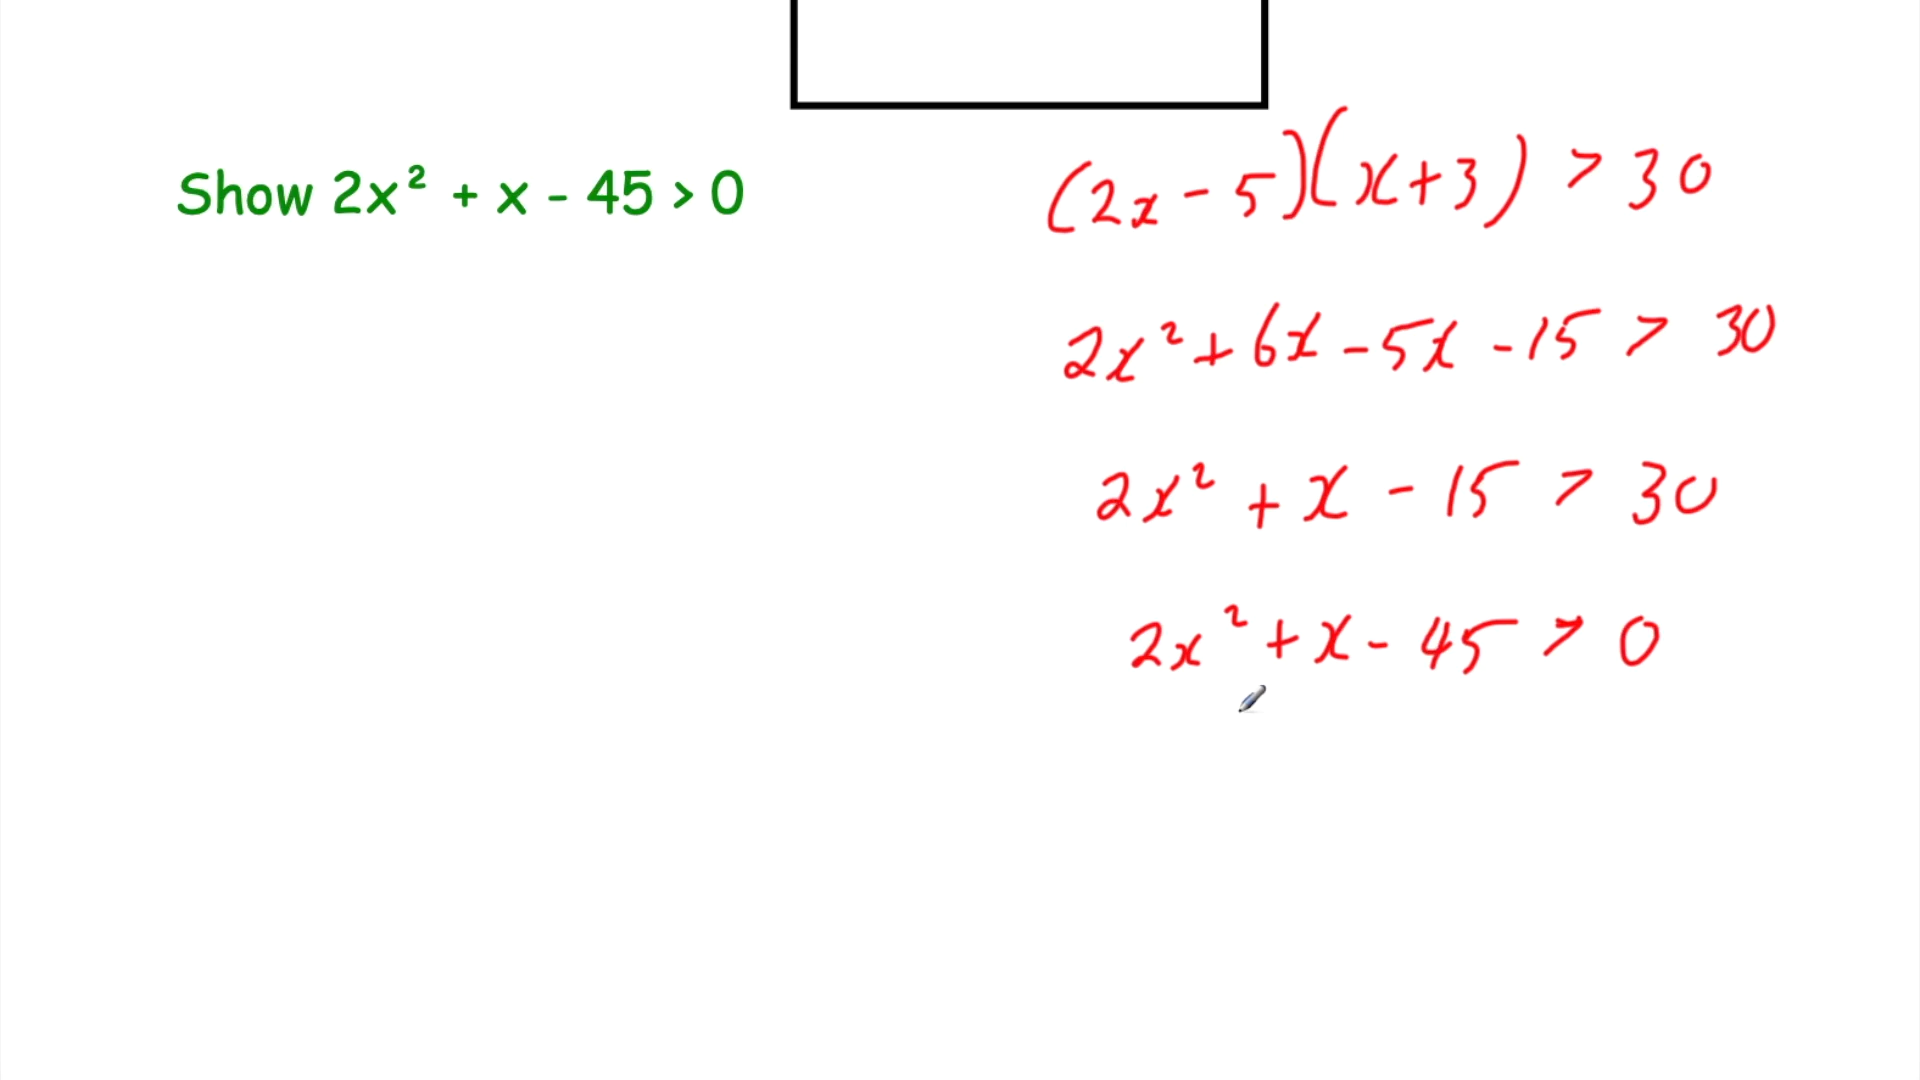 Show 2x² + x - 45 > 0
(2x - 5)(x+3) > 30
2x² + 6x - 5x - 15 > 30
2x² + x - 15 > 30
2x² + x - 45 > 0